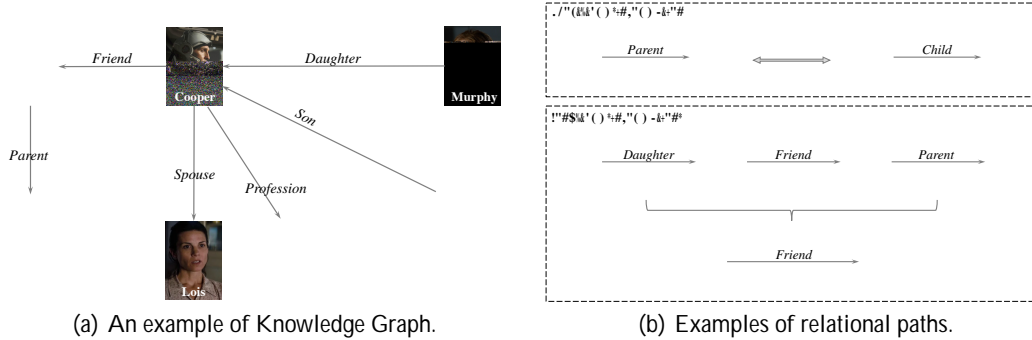 Friend
Daughter
Cooper
Murphy
Son
Parent
Spouse
Profession
Lois
(a) An example of Knowledge Graph.
Parent
Child
Daughter
Friend
Parent
Friend
(b) Examples of relational paths.